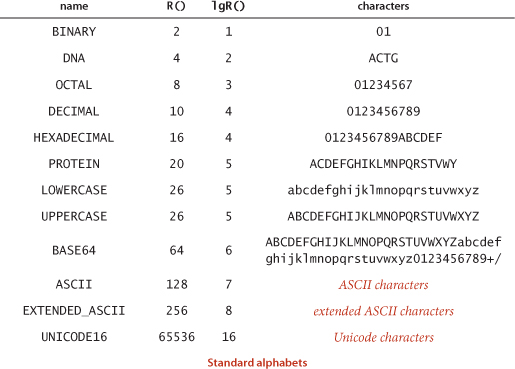 name R() lgR() characters
BINARY 2 1 01
DNA 4 2 ACTG
OCTAL 8 3 01234567
DECIMAL 10 4 0123456789
HEXADECIMAL 16 4 0123456789ABCDEF
PROTEIN 20 5 ACDEFGHIKLMNPQRSTVWY
LOWERCASE 26 5 abcdefghijklmnopqrstuvwxyz
UPPERCASE 26 5 ABCDEFGHIJKLMNOPQRSTUVWXYZ
BASE64 64 6 ABCDEFGHIJKLMNOPQRSTUVWXYZabcdef
ghijklmnopqrstuvwxyz0123456789+/
ASCII 128 7 ASCII characters
EXTENDED_ASCII 256 8 extended ASCII characters
UNICODE16 65536 16 Unicode characters
Standard alphabets